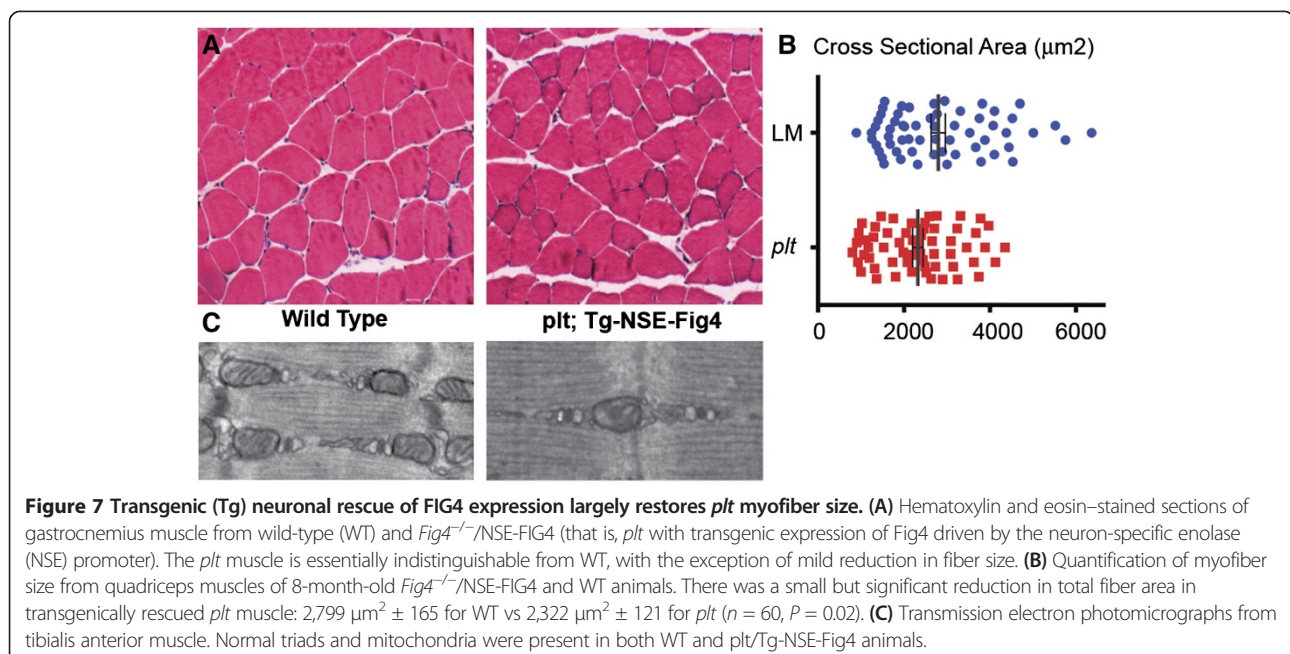 A
B Cross Sectional Area (μm2)
LM
plt
0 2000 4000 6000
C Wild Type plt; Tg-NSE-Fig4
Figure 7 Transgenic (Tg) neuronal rescue of FIG4 expression largely restores plt myofiber size. (A) Hematoxylin and eosin–stained sections of
gastrocnemius muscle from wild-type (WT) and Fig4⁻/⁻/NSE-FIG4 (that is, plt with transgenic expression of Fig4 driven by the neuron-specific enolase
(NSE) promoter). The plt muscle is essentially indistinguishable from WT, with the exception of mild reduction in fiber size. (B) Quantification of myofiber
size from quadriceps muscles of 8-month-old Fig4⁻/⁻/NSE-FIG4 and WT animals. There was a small but significant reduction in total fiber area in
transgenically rescued plt muscle: 2,799 μm² ± 165 for WT vs 2,322 μm² ± 121 for plt (n = 60, P = 0.02). (C) Transmission electron photomicrographs from
tibialis anterior muscle. Normal triads and mitochondria were present in both WT and plt/Tg-NSE-Fig4 animals.